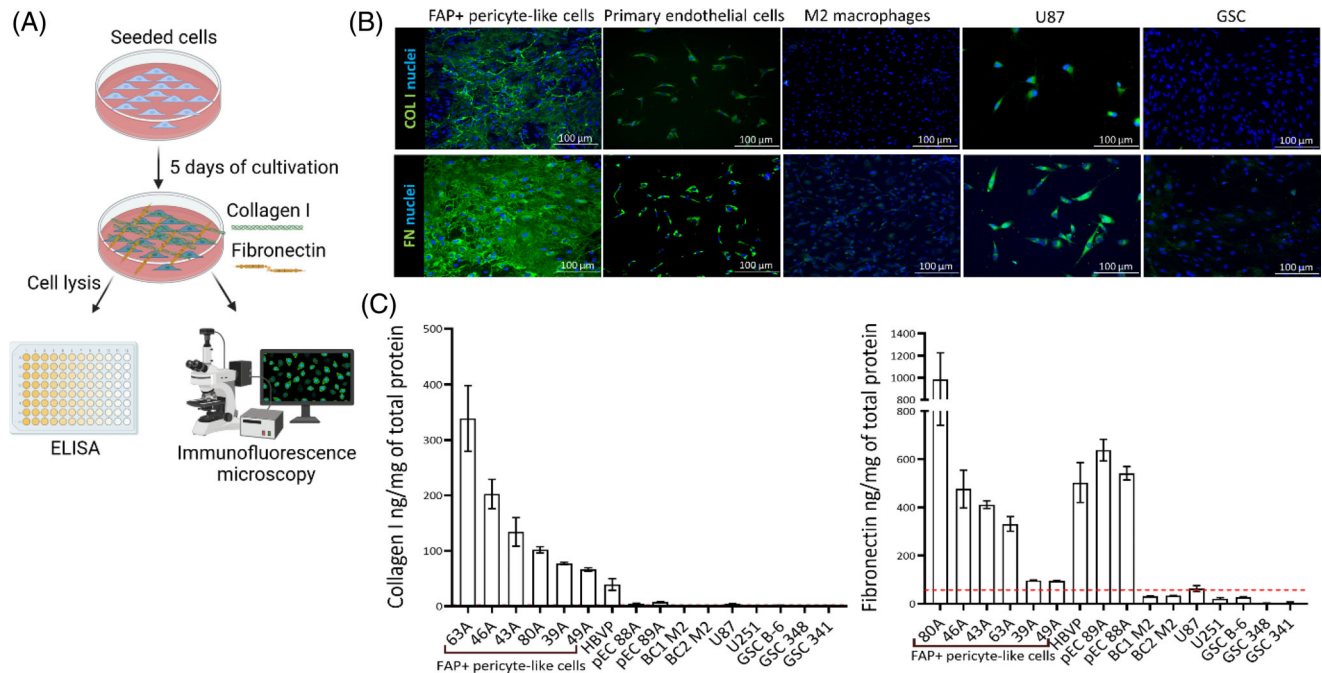 (A)
Seeded cells
5 days of cultivation
Collagen I
Fibronectin
Cell lysis
ELISA
Immunofluorescence
microscopy
(B)
FAP+ pericyte-like cells Primary endothelial cells M2 macrophages U87 GSC
COL I nuclei
100 µm 100 µm 100 µm 100 µm 100 µm
FN nuclei
100 µm 100 µm 100 µm 100 µm 100 µm
(C)
Collagen I ng/mg of total protein
500
400
300
200
100
0
63A 46A 43A 80A 39A 49A HBVP pEC 88A pEC 89A BC1 M2 BC2 M2 U87 U251 GSC B-6 GSC 348 GSC 341
FAP+ pericyte-like cells
Fibronectin ng/mg of total protein
1400
1200
1000
800
800
600
400
200
0
80A 46A 43A 63A 39A 49A HBVP pEC 89A pEC 88A BC1 M2 BC2 M2 U87 U251 GSC B-6 GSC 348 GSC 341
FAP+ pericyte-like cells